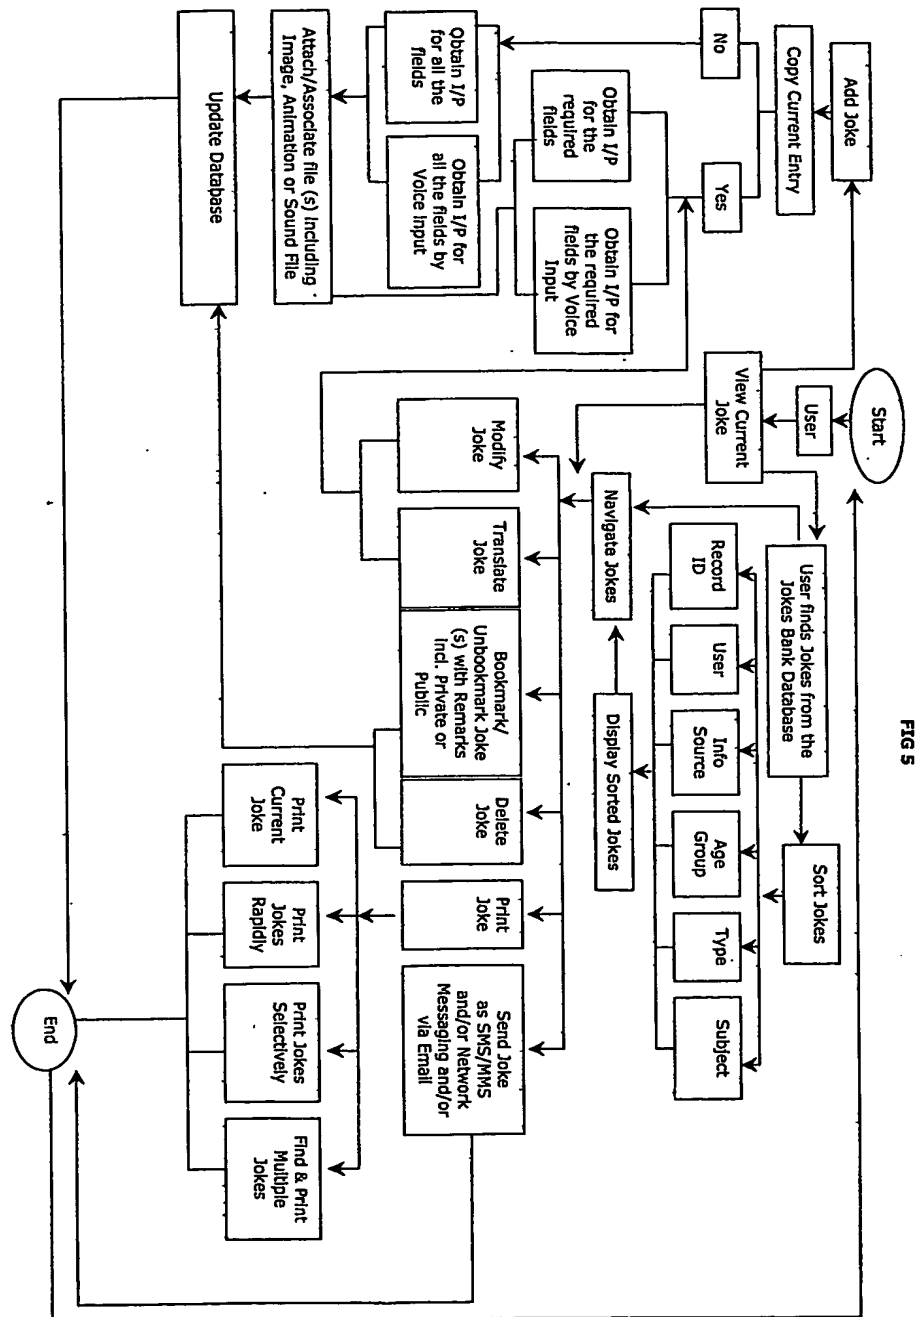 FIG 5
Start
User
View Current
Joke
Add Joke
Copy Current Entry
No
Yes
Obtain I/P
for all the
fields
Obtain I/P for
all the fields by
Voice Input
Obtain I/P
for the
required
fields
Obtain I/P for
the required
fields by Voice
Input
Attach/Associate file (s) Including
Image, Animation or Sound File
Update Database
User finds Jokes from the
Jokes Bank Database
Sort Jokes
Record
ID
User
Info
Source
Age
Group
Type
Subject
Display Sorted Jokes
Navigate Jokes
Modify
Joke
Translate
Joke
Bookmark/
Unbookmark Joke
(s) with Remarks
incl. Private or
Public
Delete
Joke
Print
Joke
Send Joke
as SMS/MMS
and/or Network
Messaging and/or
via Email
Print
Current
Joke
Print
Jokes
Rapidly
Print Jokes
Selectively
Find & Print
Multiple
Jokes
End